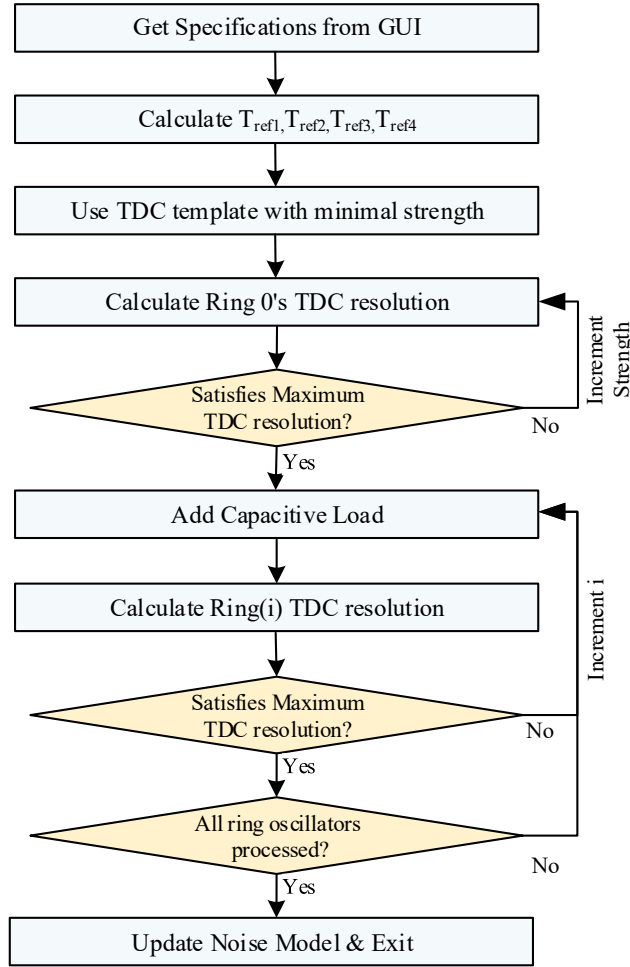 Get Specifications from GUI
Calculate Tref1,Tref2,Tref3,Tref4
Use TDC template with minimal strength
Calculate Ring 0's TDC resolution
Increment
Strength
Satisfies Maximum
TDC resolution?
No
Yes
Add Capacitive Load
Calculate Ring(i) TDC resolution
Increment i
Satisfies Maximum
TDC resolution?
No
Yes
All ring oscillators
processed?
No
Yes
Update Noise Model & Exit